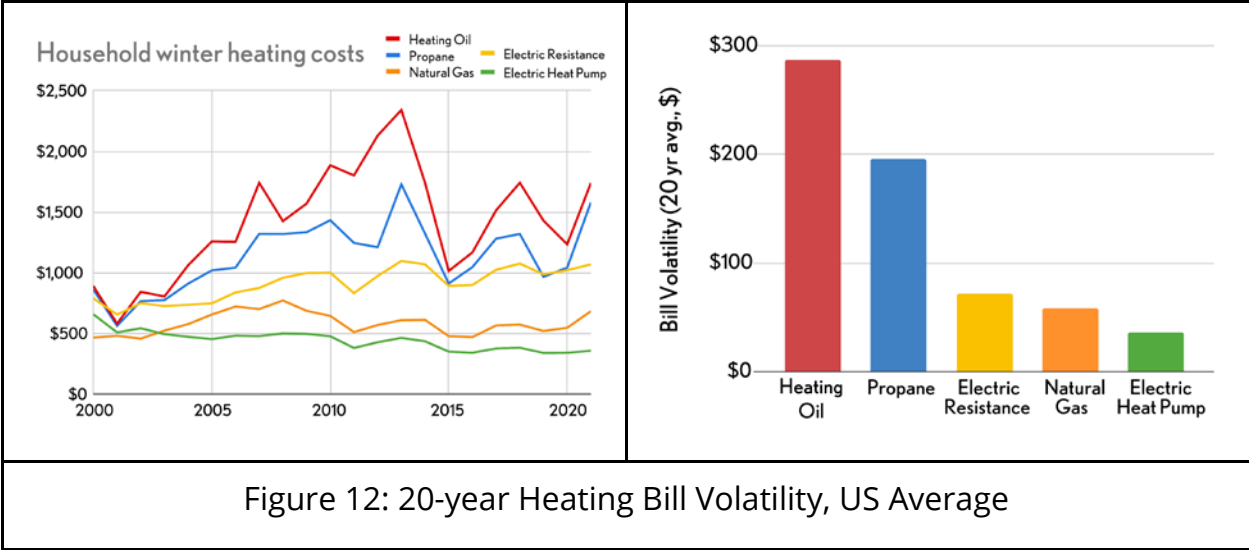 Household winter heating costs
Heating Oil
Propane
Natural Gas
Electric Resistance
Electric Heat Pump
$2,500
$2,000
$1,500
$1,000
$500
$0
2000
2005
2010
2015
2020
Bill Volatility (20 yr avg., $)
$300
$200
$100
$0
Heating
Oil
Propane
Electric
Resistance
Natural
Gas
Electric
Heat Pump
Figure 12: 20-year Heating Bill Volatility, US Average